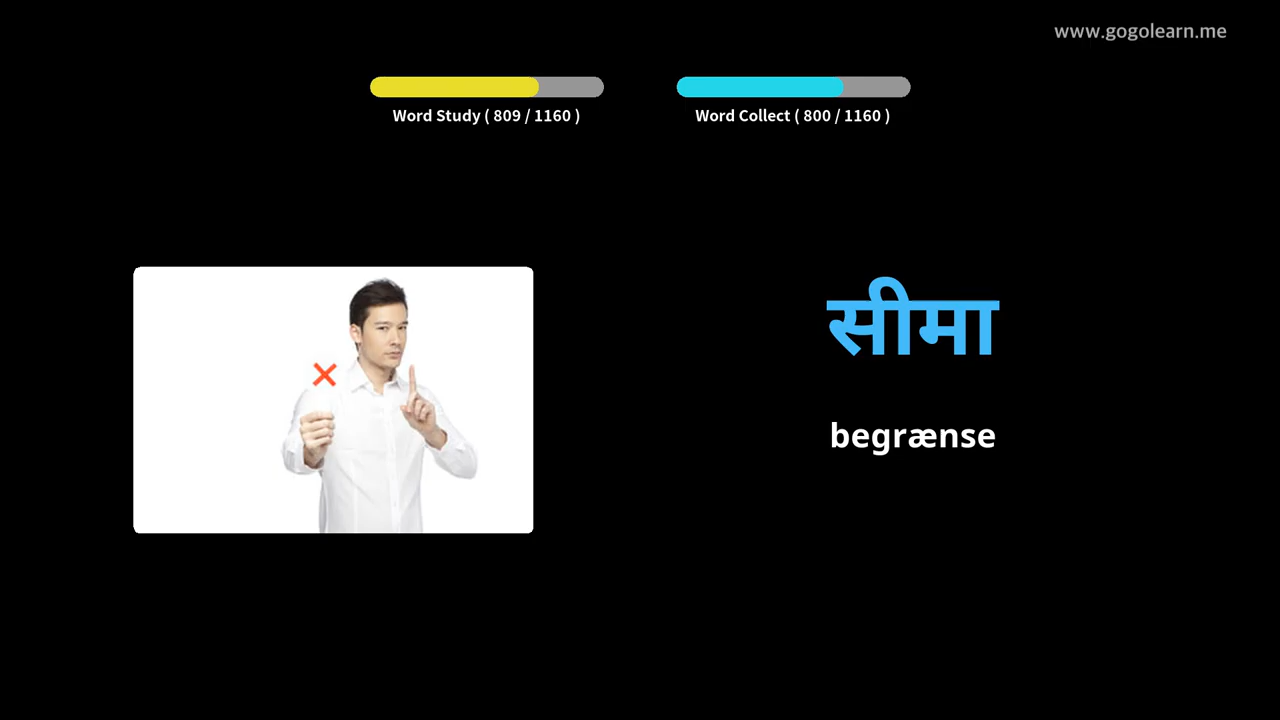 www.gogolearn.me
Word Study ( 809 / 1160 )
Word Collect ( 800 / 1160 )
सीमा
begrænse